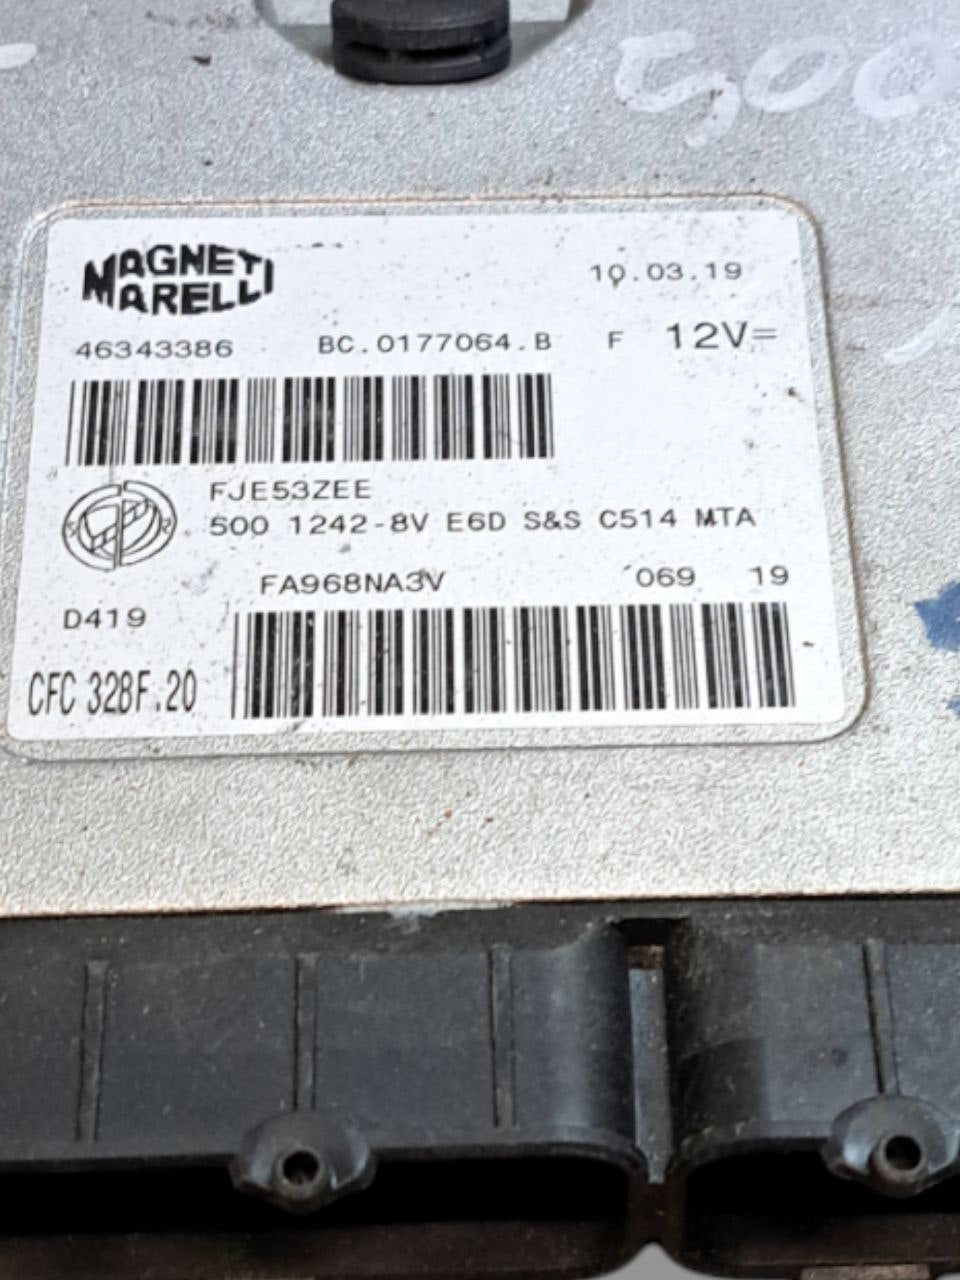 500
MAGNETI
MARELLI
10.03.19
46343386 BC.0177064.B F 12V=
FJE53ZEE
500 1242-8V E6D S&S C514 MTA
FA968NA3V 069 19
D419
CFC 328F.20